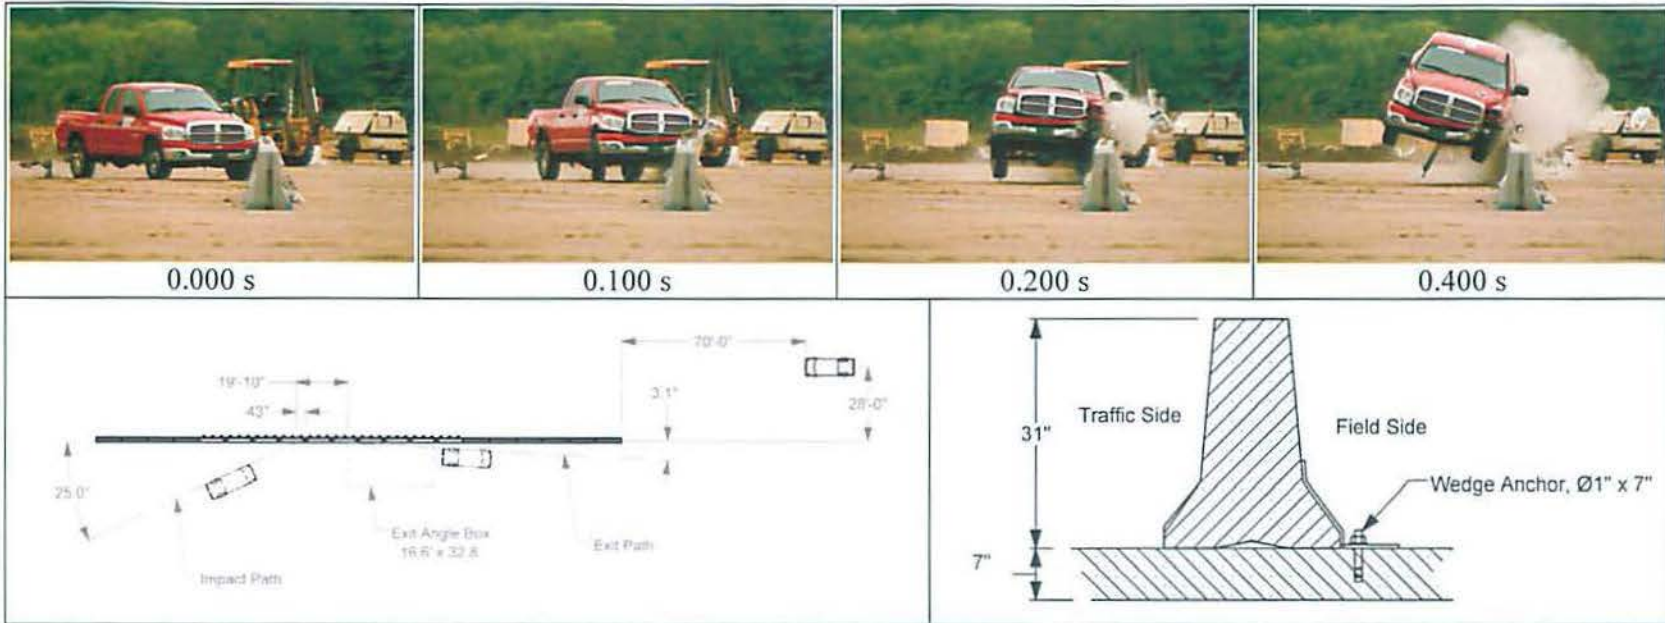 0.000 s
0.100 s
0.200 s
0.400 s
70'-0"
19'-10"
43"
3.1°
28'-0"
25.0°
Exit Angle Box
16.6' x 32.8
Exit Path
Impact Path
31"
Traffic Side
Field Side
Wedge Anchor, Ø1" x 7"
7"